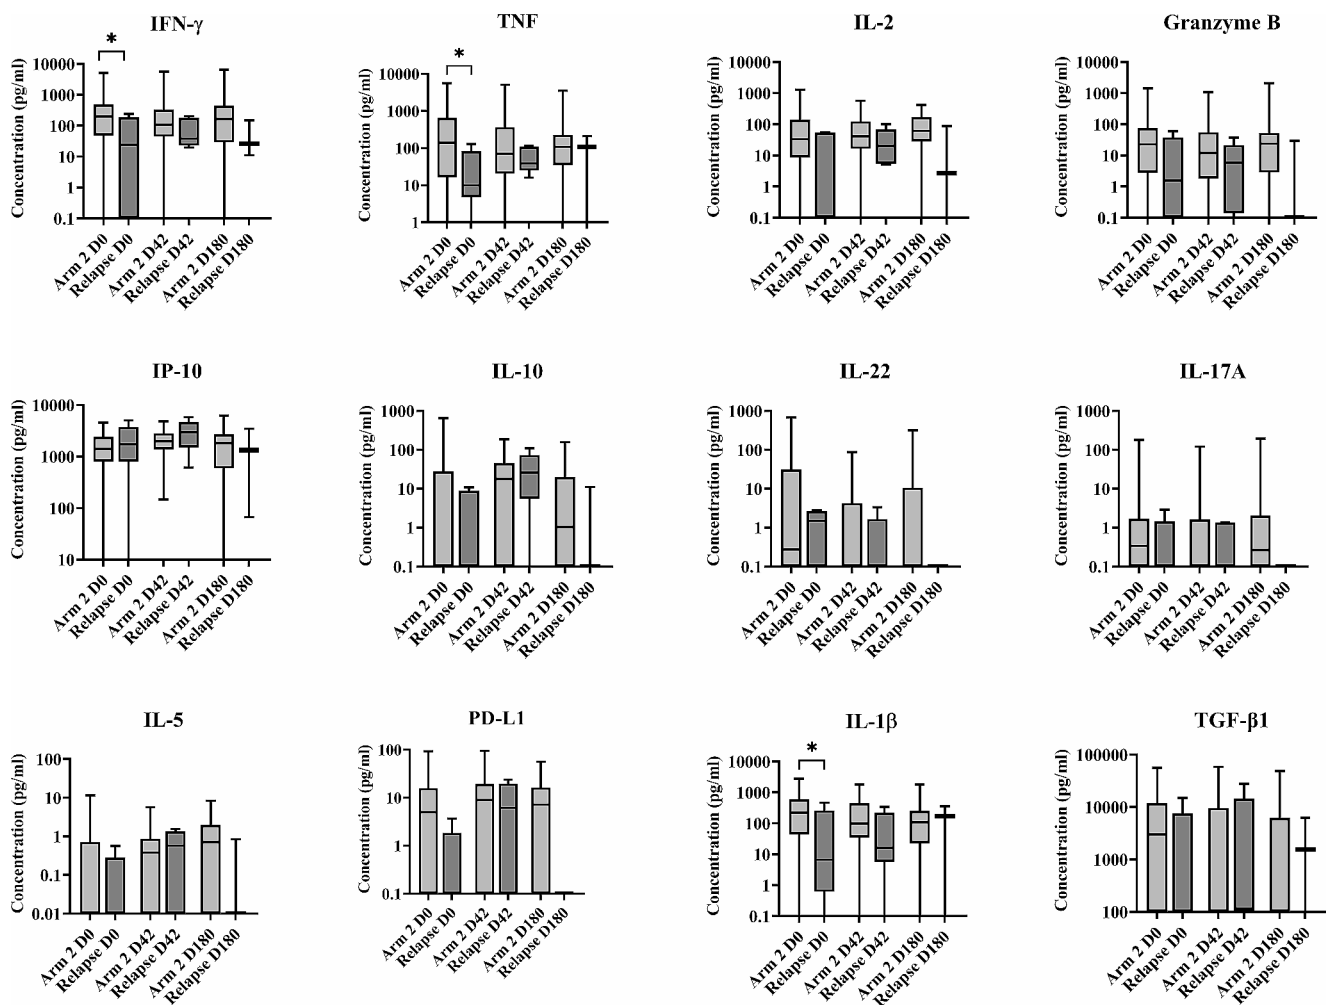 IFN-γ
TNF
IL-2
Granzyme B
*
*
Concentration (pg/ml)
10000
1000
100
10
1
0.1
Arm 2 D0
Relapse D0
Arm 2 D42
Relapse D42
Arm 2 D180
Relapse D180
Concentration (pg/ml)
10000
1000
100
10
1
Arm 2 D0
Relapse D0
Arm 2 D42
Relapse D42
Arm 2 D180
Relapse D180
Concentration (pg/ml)
10000
1000
100
10
1
0.1
Arm 2 D0
Relapse D0
Arm 2 D42
Relapse D42
Arm 2 D180
Relapse D180
Concentration (pg/ml)
10000
1000
100
10
1
0.1
Arm 2 D0
Relapse D0
Arm 2 D42
Relapse D42
Arm 2 D180
Relapse D180
IP-10
IL-10
IL-22
IL-17A
Concentration (pg/ml)
10000
1000
100
10
Arm 2 D0
Relapse D0
Arm 2 D42
Relapse D42
Arm 2 D180
Relapse D180
Concentration (pg/ml)
1000
100
10
1
0.1
Arm 2 D0
Relapse D0
Arm 2 D42
Relapse D42
Arm 2 D180
Relapse D180
Concentration (pg/ml)
1000
100
10
1
0.1
Arm 2 D0
Relapse D0
Arm 2 D42
Relapse D42
Arm 2 D180
Relapse D180
Concentration (pg/ml)
1000
100
10
1
0.1
Arm 2 D0
Relapse D0
Arm 2 D42
Relapse D42
Arm 2 D180
Relapse D180
IL-5
PD-L1
IL-1β
TGF-β1
Concentration (pg/ml)
100
10
1
0.1
0.01
Arm 2 D0
Relapse D0
Arm 2 D42
Relapse D42
Arm 2 D180
Relapse D180
Concentration (pg/ml)
100
10
1
0.1
Arm 2 D0
Relapse D0
Arm 2 D42
Relapse D42
Arm 2 D180
Relapse D180
*
Concentration (pg/ml)
10000
1000
100
10
1
0.1
Arm 2 D0
Relapse D0
Arm 2 D42
Relapse D42
Arm 2 D180
Relapse D180
Concentration (pg/ml)
100000
10000
1000
100
Arm 2 D0
Relapse D0
Arm 2 D42
Relapse D42
Arm 2 D180
Relapse D180